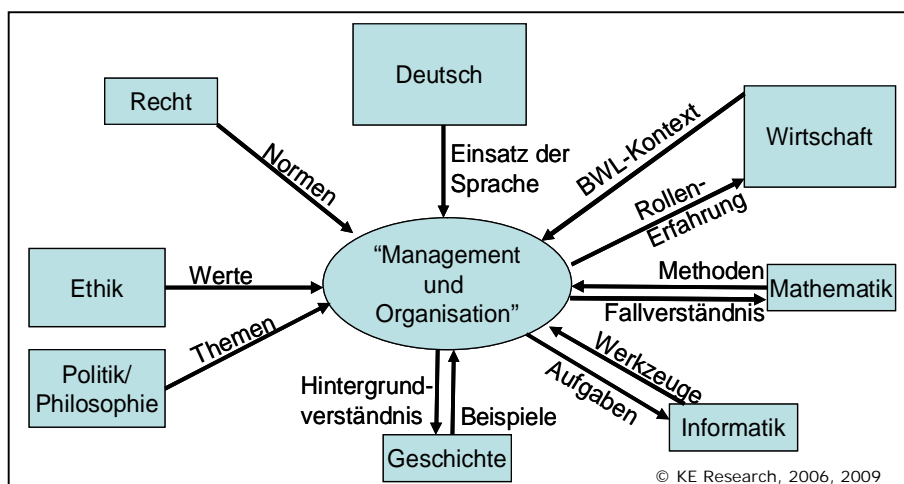 Deutsch
Recht
Wirtschaft
Normen
Einsatz der
Sprache
BWL-Kontext
Rollen-
Erfahrung
“Management
und
Organisation”
Ethik
Werte
Methoden
Mathematik
Fallverständnis
Themen
Politik/
Philosophie
Werkzeuge
Aufgaben
Hintergrund-
verständnis
Beispiele
Informatik
Geschichte
© KE Research, 2006, 2009